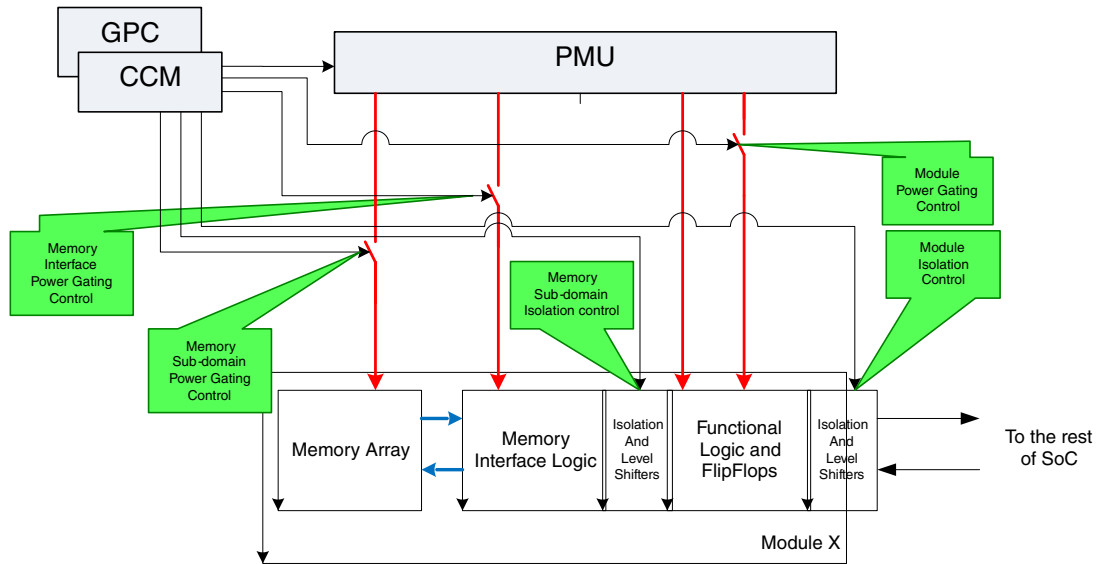 GPC
CCM
PMU
Module
Power Gating
Control
Memory
Interface
Power Gating
Control
Module
Isolation
Control
Memory
Sub-domain
Isolation control
Memory
Sub-domain
Power Gating
Control
Memory Array
Memory
Interface Logic
Isolation
And
Level
Shifters
Functional
Logic and
FlipFlops
Isolation
And
Level
Shifters
To the rest
of SoC
Module X